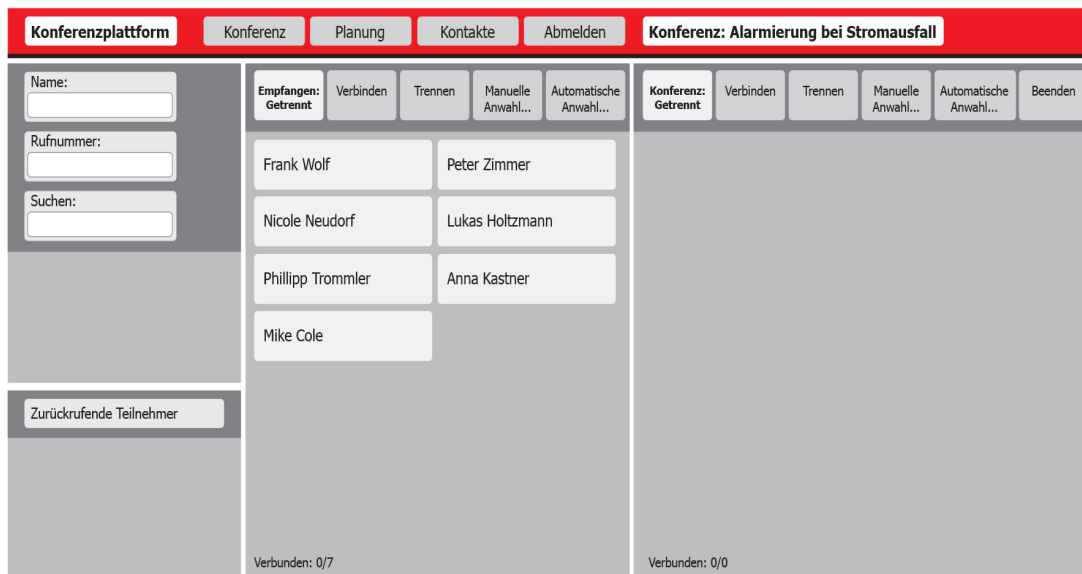 Konferenzplattform
Konferenz
Planung
Kontakte
Abmelden
Konferenz: Alarmierung bei Stromausfall
Name:
Rufnummer:
Suchen:
Zurückrufende Teilnehmer
Empfangen:
Getrennt
Verbinden
Trennen
Manuelle
Anwahl...
Automatische
Anwahl...
Frank Wolf
Peter Zimmer
Nicole Neudorf
Lukas Holtzmann
Phillipp Trommler
Anna Kastner
Mike Cole
Verbunden: 0/7
Konferenz:
Getrennt
Verbinden
Trennen
Manuelle
Anwahl...
Automatische
Anwahl...
Beenden
Verbunden: 0/0